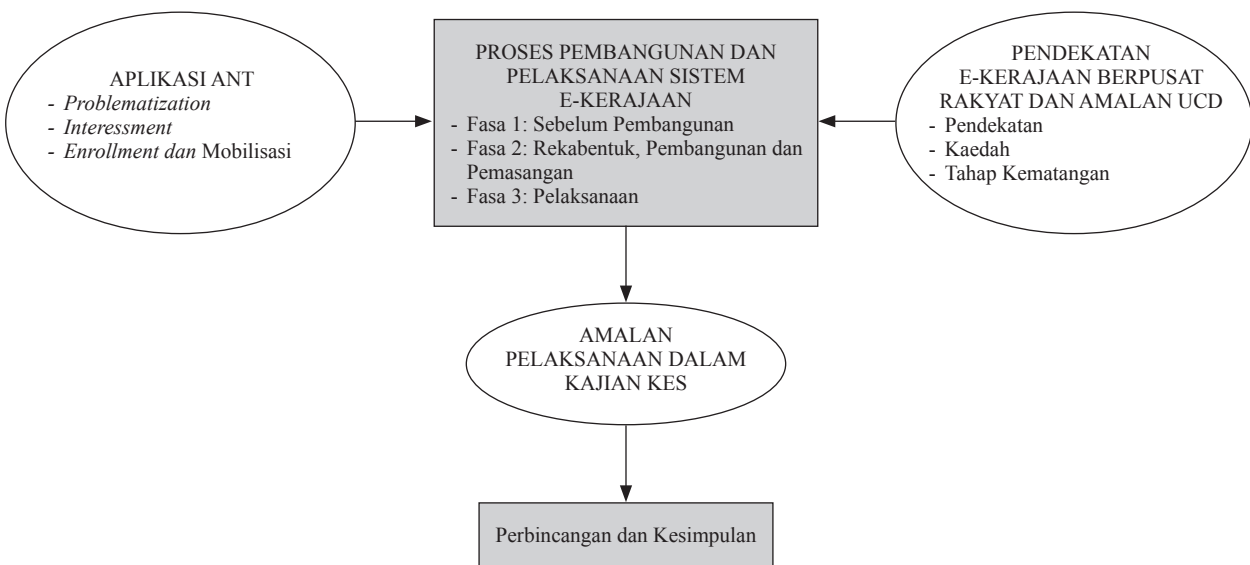 APLIKASI ANT
- Problematization
- Interessment
- Enrollment dan Mobilisasi
PROSES PEMBANGUNAN DAN
PELAKSANAAN SISTEM
E-KERAJAAN
- Fasa 1: Sebelum Pembangunan
- Fasa 2: Rekabentuk, Pembangunan dan
Pemasangan
- Fasa 3: Pelaksanaan
PENDEKATAN
E-KERAJAAN BERPUSAT
RAKYAT DAN AMALAN UCD
- Pendekatan
- Kaedah
- Tahap Kematangan
AMALAN
PELAKSANAAN DALAM
KAJIAN KES
Perbincangan dan Kesimpulan